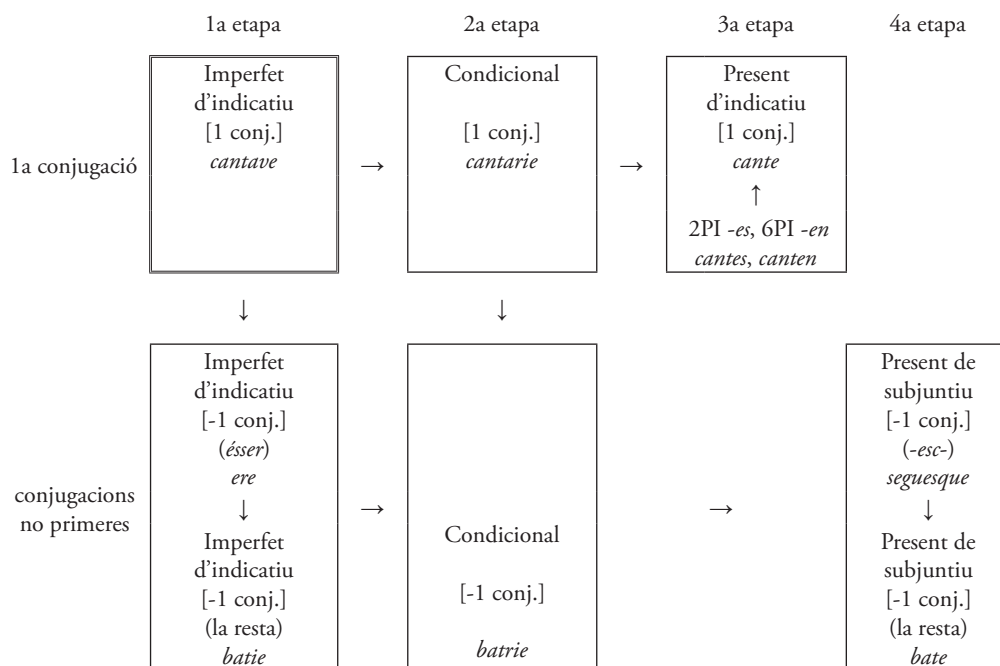 1a etapa
2a etapa
3a etapa
4a etapa
1a conjugació
Imperfet
d'indicatiu
[1 conj.]
cantave
→
Condicional
[1 conj.]
cantarie
→
Present
d'indicatiu
[1 conj.]
cante
↑
2PI -es, 6PI -en
cantes, canten
↓
↓
conjugacions
no primeres
Imperfet
d'indicatiu
[-1 conj.]
(ésser)
ere
↓
Imperfet
d'indicatiu
[-1 conj.]
(la resta)
batie
→
Condicional
[-1 conj.]
batrie
→
Present de
subjuntiu
[-1 conj.]
(-esc-)
seguesque
↓
Present de
subjuntiu
[-1 conj.]
(la resta)
bate